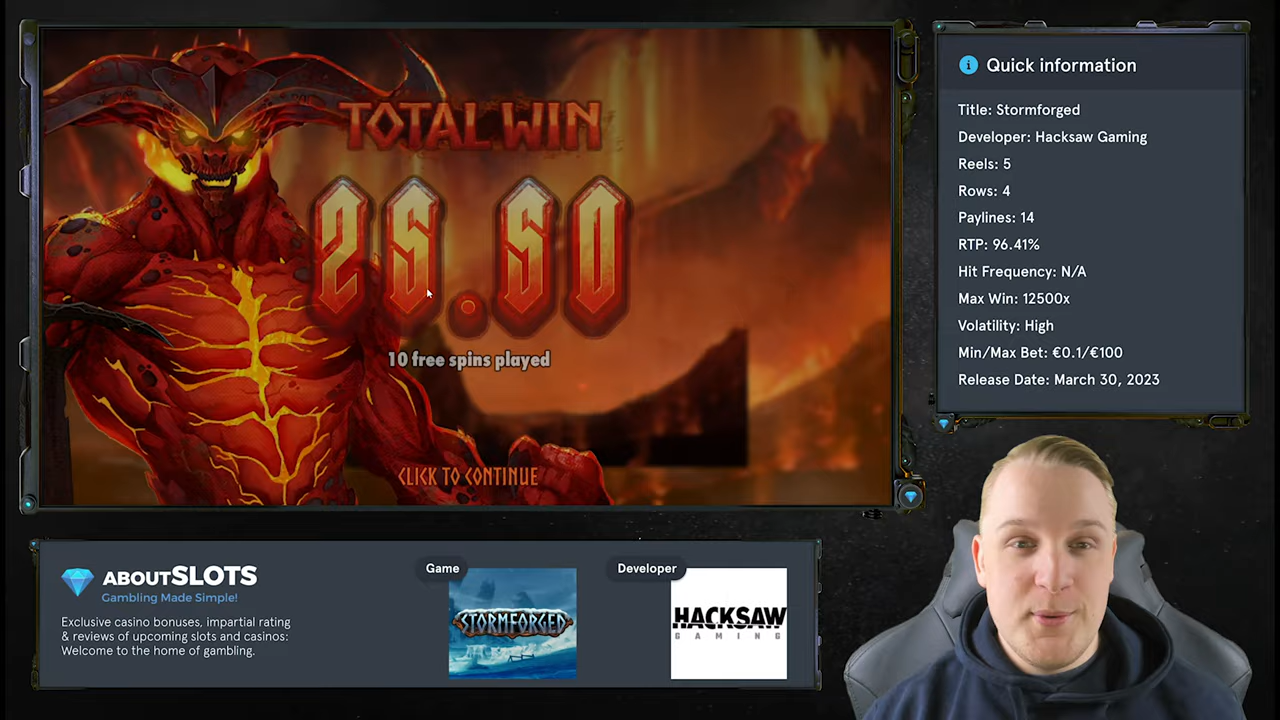 TOTAL WIN
25.50
10 free spins played
CLICK TO CONTINUE
Quick information
Title: Stormforged
Developer: Hacksaw Gaming
Reels: 5
Rows: 4
Paylines: 14
RTP: 96.41%
Hit Frequency: N/A
Max Win: 12500x
Volatility: High
Min/Max Bet: €0.1/€100
Release Date: March 30, 2023
ABOUTSLOTS
Gambling Made Simple!
Exclusive casino bonuses, impartial rating
& reviews of upcoming slots and casinos:
Welcome to the home of gambling.
Game
STORMFORGED
Developer
HACKSAW
GAMING